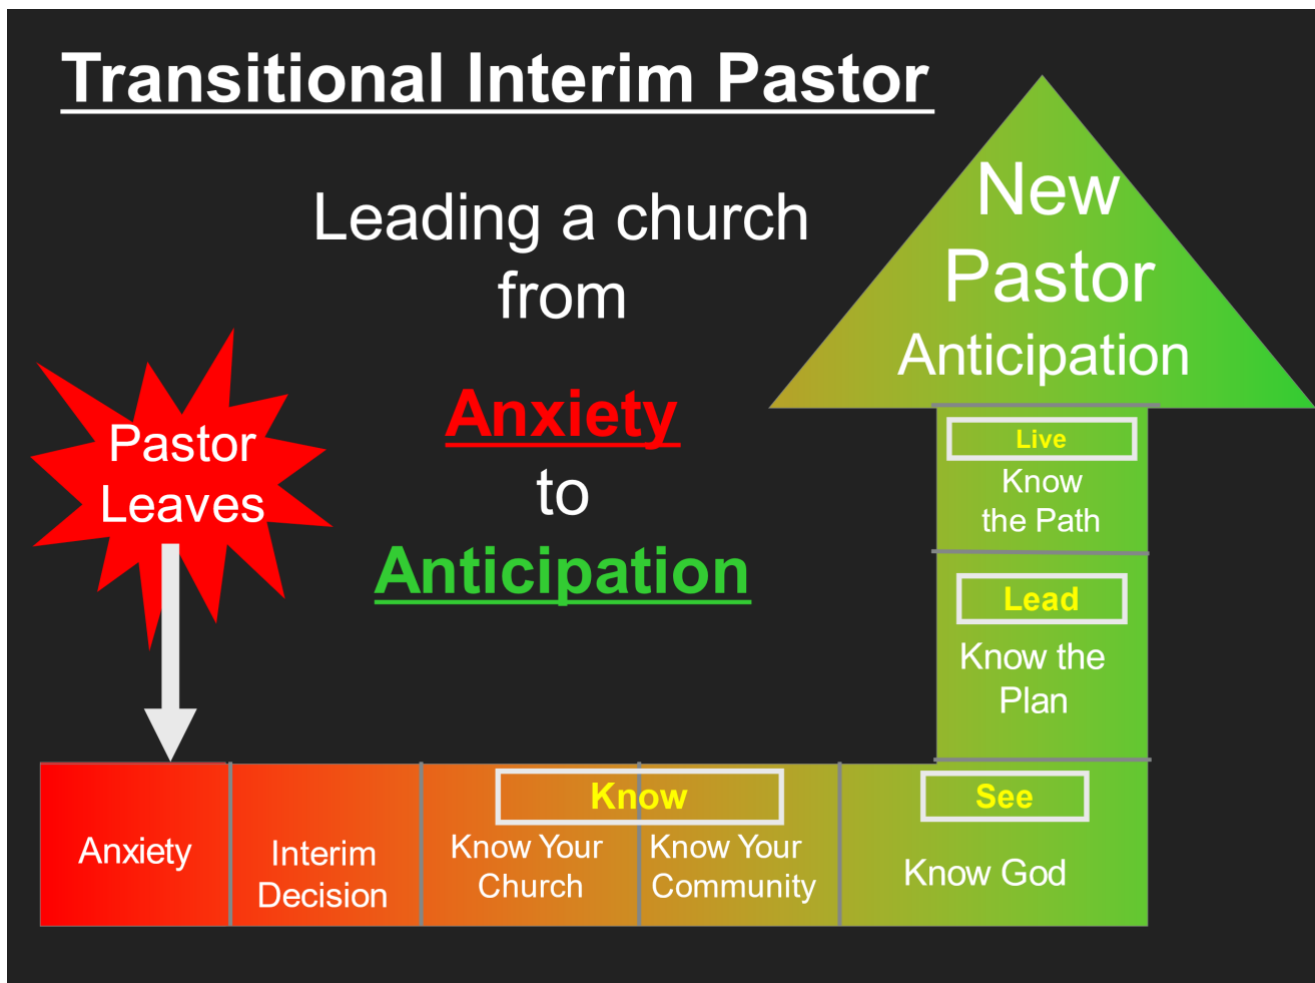 Transitional Interim Pastor
Leading a church
from
Anxiety
to
Anticipation
Pastor
Leaves
New
Pastor
Anticipation
Live
Know
the Path
Lead
Know the
Plan
See
Know God
Know
Know Your
Church
Know Your
Community
Interim
Decision
Anxiety